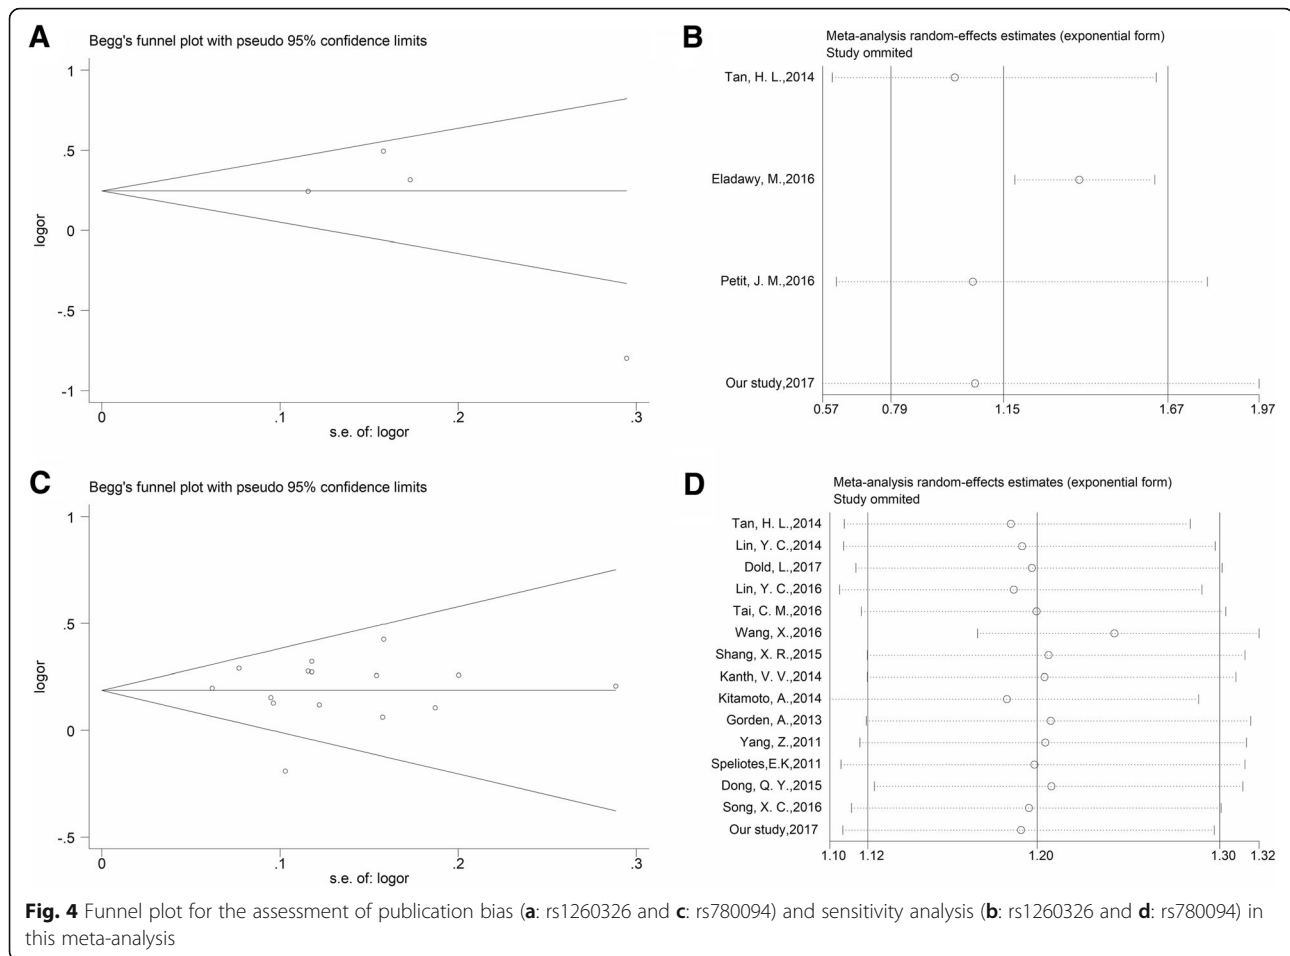 A
Begg's funnel plot with pseudo 95% confidence limits
1
.5
0
-.5
-1
logor
0
.1
.2
.3
s.e. of: logor
B
Meta-analysis random-effects estimates (exponential form)
Study ommited
Tan, H. L.,2014
Eladawy, M.,2016
Petit, J. M.,2016
Our study,2017
0.57 0.79 1.15 1.67 1.97
C
Begg's funnel plot with pseudo 95% confidence limits
1
.5
0
-.5
logor
0
.1
.2
.3
s.e. of: logor
D
Meta-analysis random-effects estimates (exponential form)
Study ommited
Tan, H. L.,2014
Lin, Y. C.,2014
Dold, L.,2017
Lin, Y. C.,2016
Tai, C. M.,2016
Wang, X.,2016
Shang, X. R.,2015
Kanth, V. V.,2014
Kitamoto, A.,2014
Gorden, A.,2013
Yang, Z.,2011
Speliotes,E.K,2011
Dong, Q. Y.,2015
Song, X. C.,2016
Our study,2017
1.10 1.12 1.20 1.30 1.32
Fig. 4 Funnel plot for the assessment of publication bias (a: rs1260326 and c: rs780094) and sensitivity analysis (b: rs1260326 and d: rs780094) in
this meta-analysis